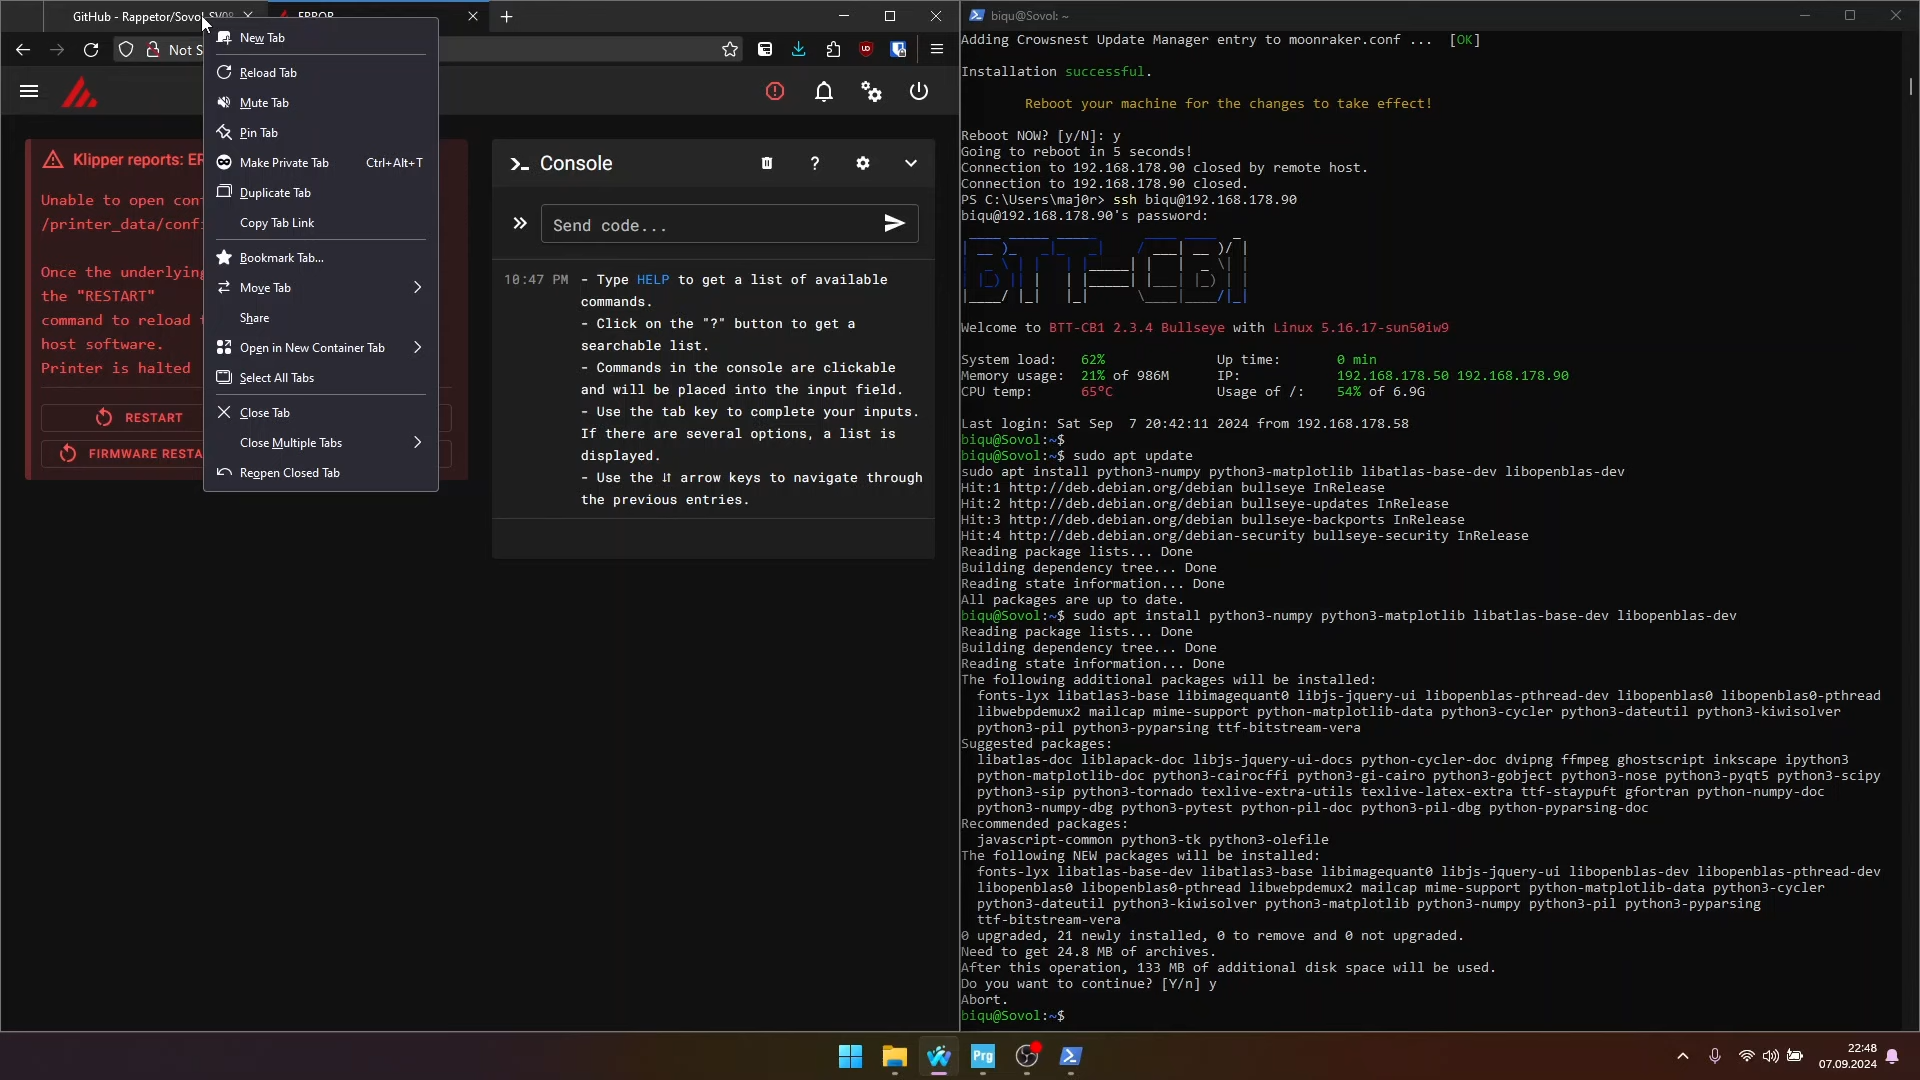 GitHub - Rappetor/Sovol-SV08
ERROR
Not S
New Tab
Reload Tab
Mute Tab
Pin Tab
Make Private Tab Ctrl+Alt+T
Duplicate Tab
Copy Tab Link
Bookmark Tab...
Move Tab
Share
Open in New Container Tab
Select All Tabs
Close Tab
Close Multiple Tabs
Reopen Closed Tab
Klipper reports: ER
Unable to open con
/printer_data/confi
Once the underlying
the "RESTART"
command to reload
host software.
Printer is halted
RESTART
FIRMWARE RESTA
Console
Send code...
10:47 PM - Type HELP to get a list of available
commands.
- Click on the "?" button to get a
searchable list.
- Commands in the console are clickable
and will be placed into the input field.
- Use the tab key to complete your inputs.
If there are several options, a list is
displayed.
- Use the ⇵ arrow keys to navigate through
the previous entries.
biqu@Sovol: ~
Adding Crowsnest Update Manager entry to moonraker.conf ... [OK]
Installation successful.
Reboot your machine for the changes to take effect!
Reboot NOW? [y/N]: y
Going to reboot in 5 seconds!
Connection to 192.168.178.90 closed by remote host.
Connection to 192.168.178.90 closed.
PS C:\Users\maj0r> ssh biqu@192.168.178.90
biqu@192.168.178.90's password:
BTT-CB1
Welcome to BTT-CB1 2.3.4 Bullseye with Linux 5.16.17-sun50iw9
System load: 62% Up time: 0 min
Memory usage: 21% of 986M IP: 192.168.178.50 192.168.178.90
CPU temp: 65°C Usage of /: 54% of 6.9G
Last login: Sat Sep 7 20:42:11 2024 from 192.168.178.58
biqu@Sovol:~$
biqu@Sovol:~$ sudo apt update
sudo apt install python3-numpy python3-matplotlib libatlas-base-dev libopenblas-dev
Hit:1 http://deb.debian.org/debian bullseye InRelease
Hit:2 http://deb.debian.org/debian bullseye-updates InRelease
Hit:3 http://deb.debian.org/debian bullseye-backports InRelease
Hit:4 http://deb.debian.org/debian-security bullseye-security InRelease
Reading package lists... Done
Building dependency tree... Done
Reading state information... Done
All packages are up to date.
biqu@Sovol:~$ sudo apt install python3-numpy python3-matplotlib libatlas-base-dev libopenblas-dev
Reading package lists... Done
Building dependency tree... Done
Reading state information... Done
The following additional packages will be installed:
fonts-lyx libatlas3-base libimagequant0 libjs-jquery-ui libopenblas-pthread-dev libopenblas0 libopenblas0-pthread
libwebpdemux2 mailcap mime-support python-matplotlib-data python3-cycler python3-dateutil python3-kiwisolver
python3-pil python3-pyparsing ttf-bitstream-vera
Suggested packages:
libatlas-doc liblapack-doc libjs-jquery-ui-docs python-cycler-doc dvipng ffmpeg ghostscript inkscape ipython3
python-matplotlib-doc python3-cairocffi python3-gi-cairo python3-gobject python3-nose python3-pyqt5 python3-scipy
python3-sip python3-tornado texlive-extra-utils texlive-latex-extra ttf-staypuft gfortran python-numpy-doc
python3-numpy-dbg python3-pytest python-pil-doc python3-pil-dbg python-pyparsing-doc
Recommended packages:
javascript-common python3-tk python3-olefile
The following NEW packages will be installed:
fonts-lyx libatlas-base-dev libatlas3-base libimagequant0 libjs-jquery-ui libopenblas-dev libopenblas-pthread-dev
libopenblas0 libopenblas0-pthread libwebpdemux2 mailcap mime-support python-matplotlib-data python3-cycler
python3-dateutil python3-kiwisolver python3-matplotlib python3-numpy python3-pil python3-pyparsing
ttf-bitstream-vera
0 upgraded, 21 newly installed, 0 to remove and 0 not upgraded.
Need to get 24.8 MB of archives.
After this operation, 133 MB of additional disk space will be used.
Do you want to continue? [Y/n] y
Abort.
biqu@Sovol:~$
Prg
22:48
07.09.2024